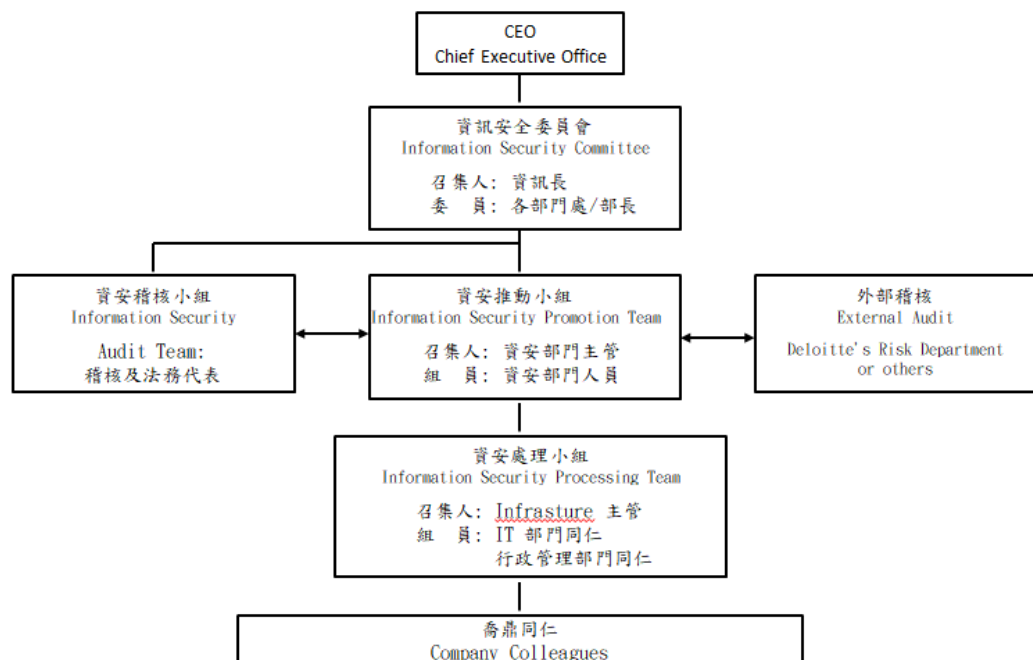 CEO
Chief Executive Office
資訊安全委員會
Information Security Committee
召集人: 資訊長
委　員: 各部門處/部長
資安稽核小組
Information Security
Audit Team:
稽核及法務代表
資安推動小組
Information Security Promotion Team
召集人: 資安部門主管
組　員: 資安部門人員
外部稽核
External Audit
Deloitte's Risk Department
or others
資安處理小組
Information Security Processing Team
召集人: Infrasture 主管
組　員: IT 部門同仁
行政管理部門同仁
喬鼎同仁
Company Colleagues